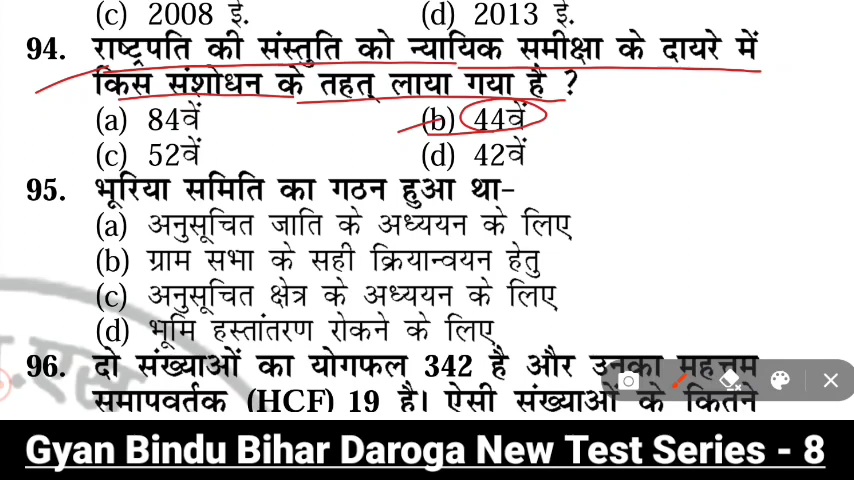 (c) 2008 ई. (d) 2013 ई.
94. राष्ट्रपति की संस्तुति को न्यायिक समीक्षा के दायरे में
किस संशोधन के तहत् लाया गया है ?
(a) 84वें (b) 44वें
(c) 52वें (d) 42वें
95. भूरिया समिति का गठन हुआ था-
(a) अनुसूचित जाति के अध्ययन के लिए
(b) ग्राम सभा के सही क्रियान्वयन हेतु
(c) अनुसूचित क्षेत्र के अध्ययन के लिए
(d) भूमि हस्तांतरण रोकने के लिए
96. दो संख्याओं का योगफल 342 है और उनका महत्तम
समापवर्तक (HCF) 19 है। ऐसी संख्याओं के कितने
Gyan Bindu Bihar Daroga New Test Series - 8